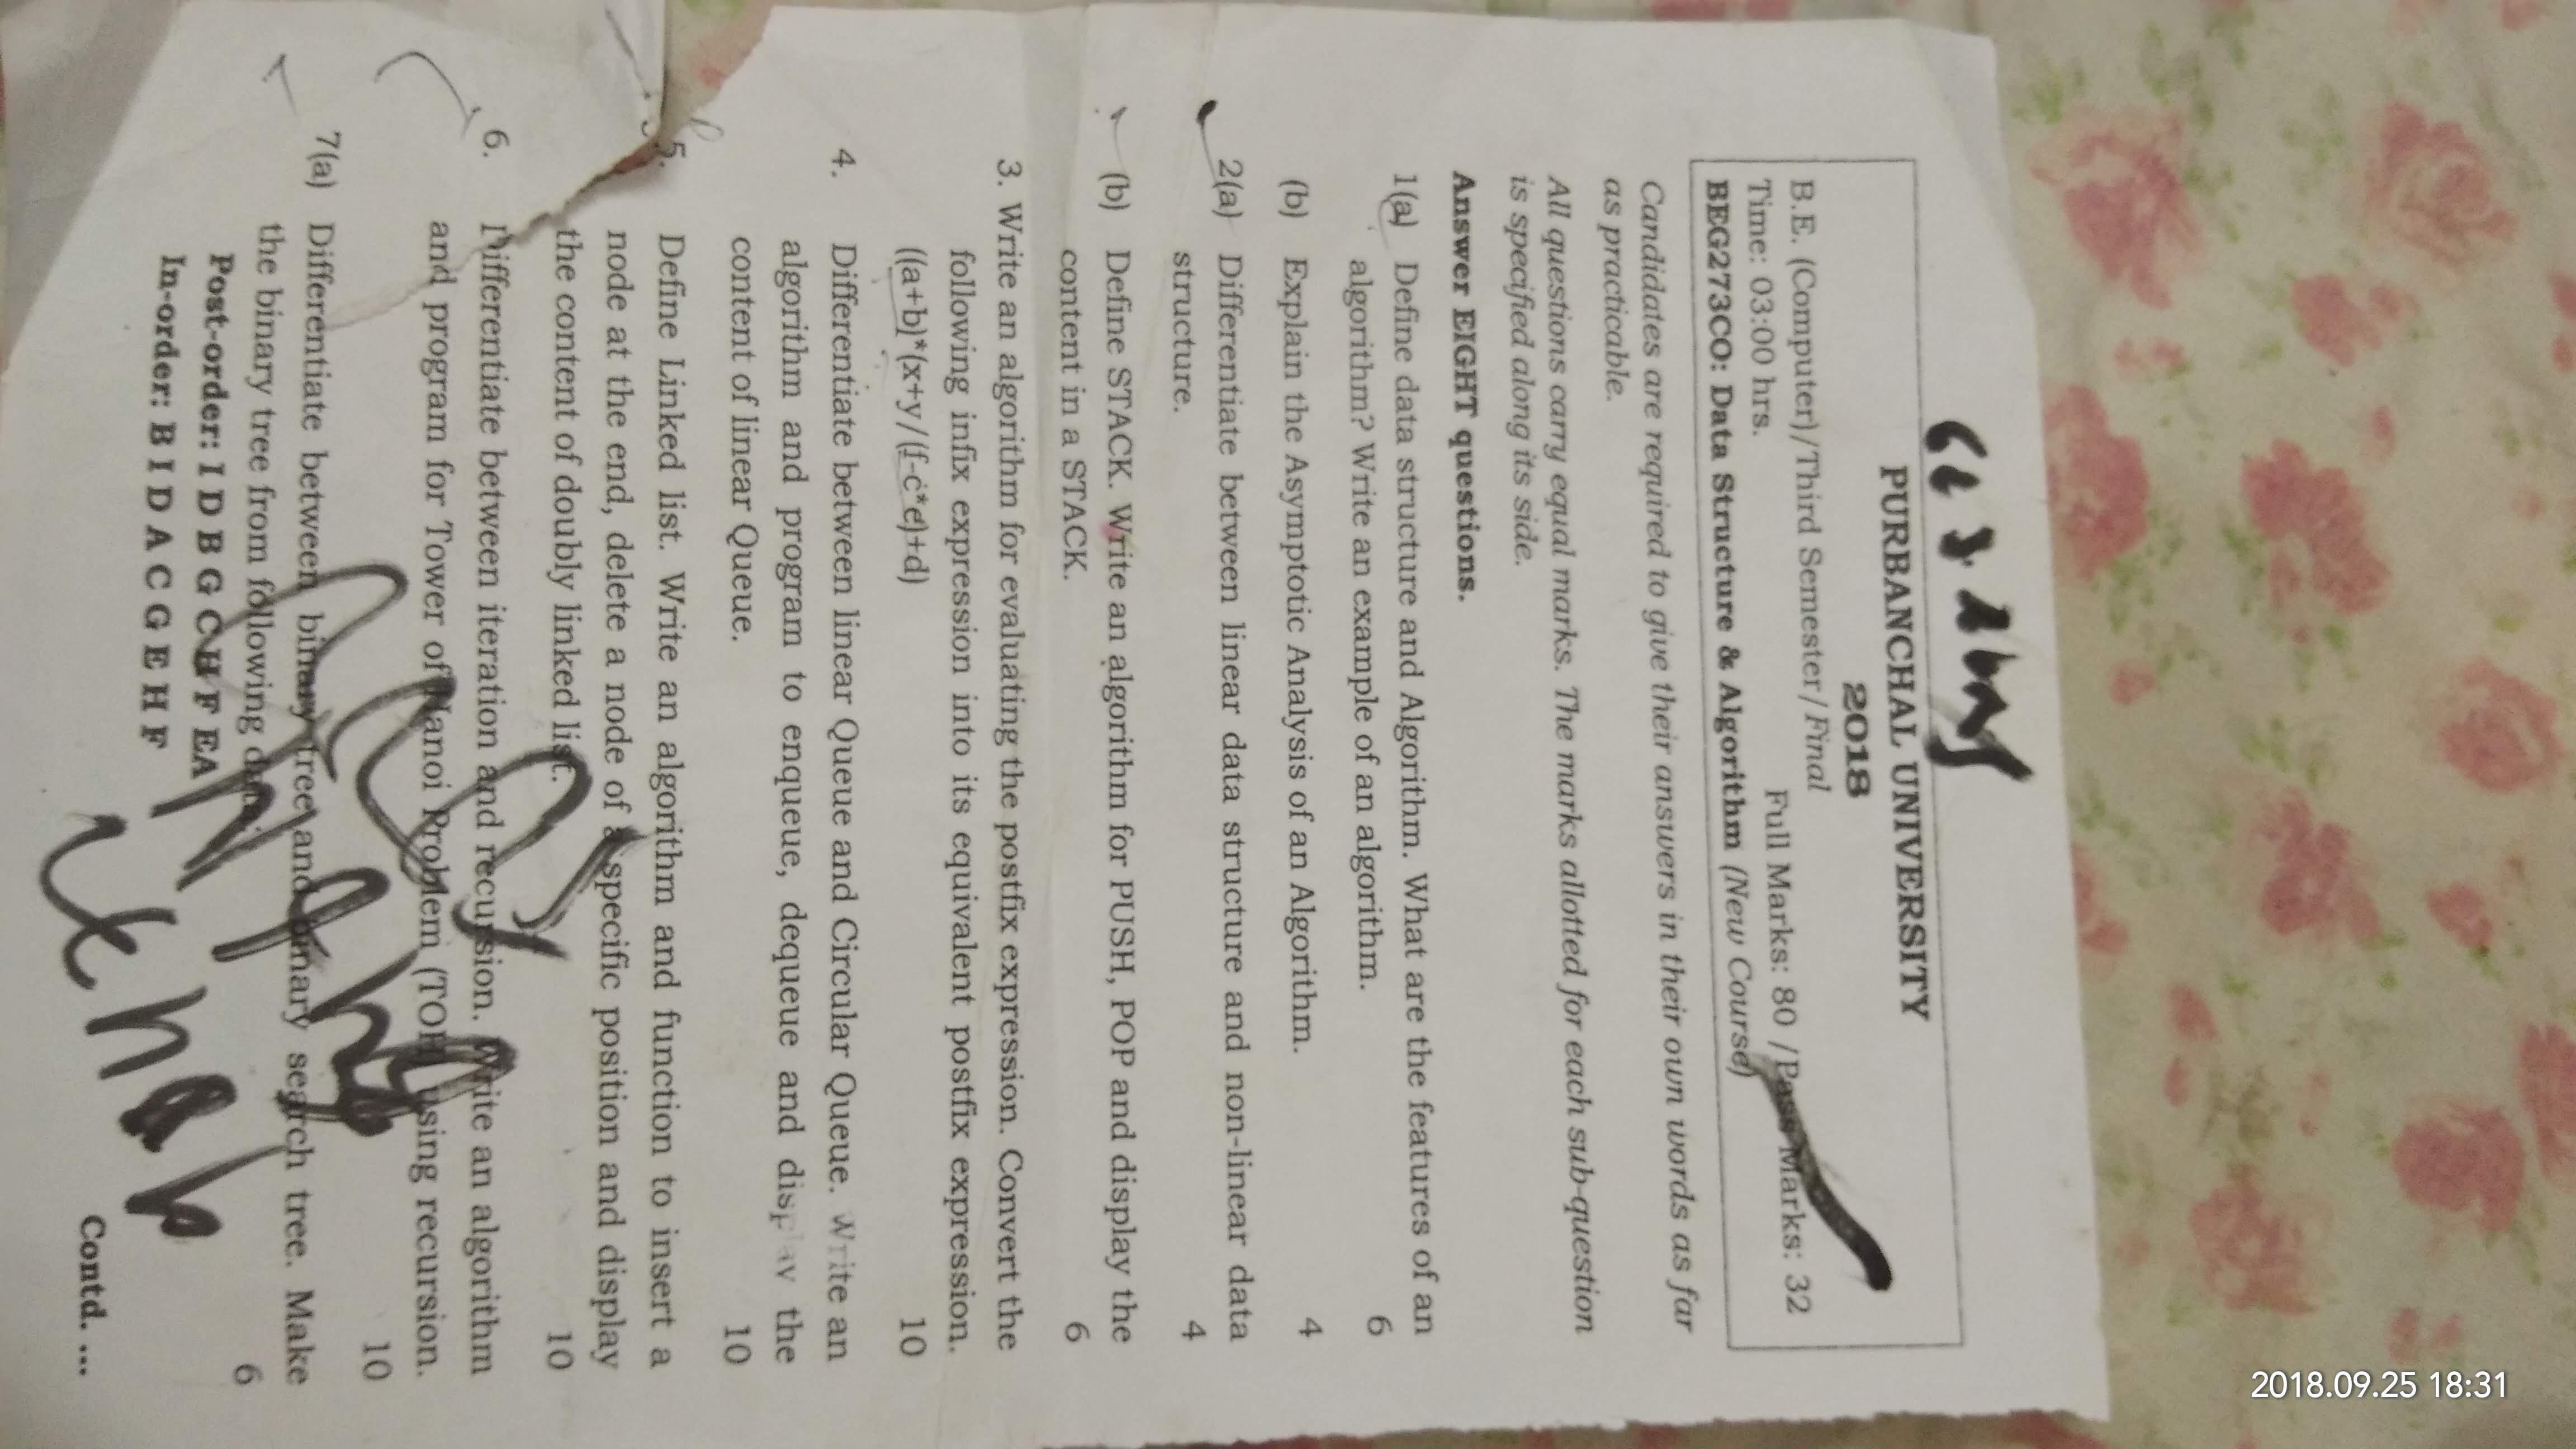 2018.09.25 18:31
PURBANCHAL UNIVERSITY
2018
B.E. (Computer)/Third Semester/Final
Time: 03:00 hrs.
Full Marks: 80 /Pass Marks: 32
BEG273CO: Data Structure & Algorithm (New Course)
Candidates are required to give their answers in their own words as far
as practicable.
All questions carry equal marks. The marks allotted for each sub-question
is specified along its side.
Answer EIGHT questions.
1(a) Define data structure and Algorithm. What are the features of an
algorithm? Write an example of an algorithm. 6
(b) Explain the Asymptotic Analysis of an Algorithm. 4
2(a) Differentiate between linear data structure and non-linear data
structure. 4
(b) Define STACK. Write an algorithm for PUSH, POP and display the
content in a STACK. 6
3. Write an algorithm for evaluating the postfix expression. Convert the
following infix expression into its equivalent postfix expression.
((a+b)*(x+y/(f-c*e)+d) 10
4. Differentiate between linear Queue and Circular Queue. Write an
algorithm and program to enqueue, dequeue and display the
content of linear Queue. 10
5. Define Linked list. Write an algorithm and function to insert a
node at the end, delete a node of a specific position and display
the content of doubly linked list. 10
6. Differentiate between iteration and recursion. Write an algorithm
and program for Tower of Hanoi Problem (TOH) using recursion.
10
7(a) Differentiate between binary tree and binary search tree. Make
the binary tree from following data: 6
Post-order: I D B G C H F EA
In-order: B I D A C G E H F
Contd. ...